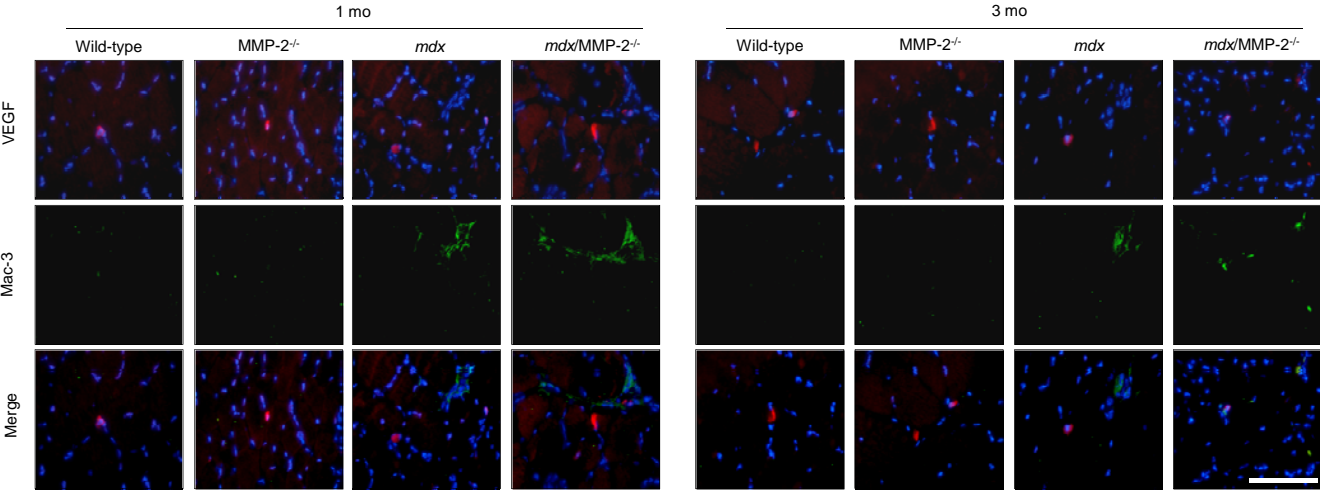 1 mo 3 mo
Wild-type MMP-2-/- mdx mdx/MMP-2-/- Wild-type MMP-2-/- mdx mdx/MMP-2-/-
VEGF
Mac-3
Merge